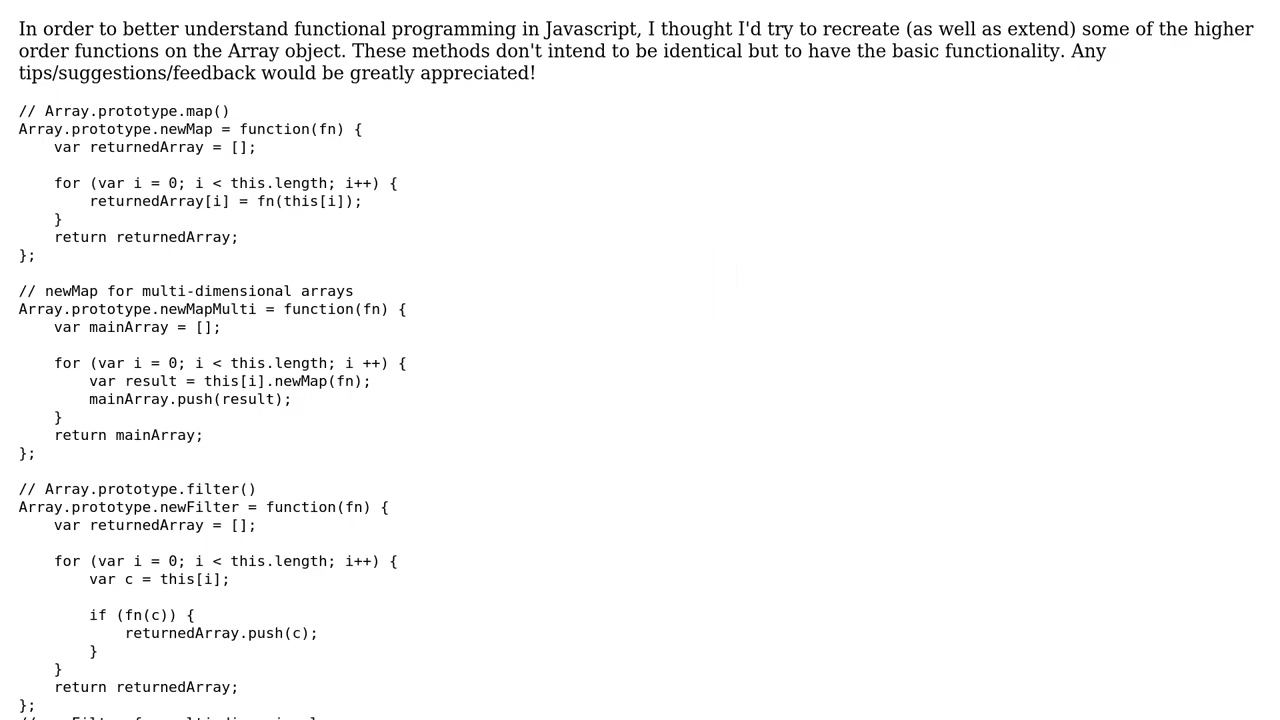 In order to better understand functional programming in Javascript, I thought I'd try to recreate (as well as extend) some of the higher
order functions on the Array object. These methods don't intend to be identical but to have the basic functionality. Any
tips/suggestions/feedback would be greatly appreciated!
// Array.prototype.map()
Array.prototype.newMap = function(fn) {
    var returnedArray = [];
    for (var i = 0; i < this.length; i++) {
        returnedArray[i] = fn(this[i]);
    }
    return returnedArray;
};
// newMap for multi-dimensional arrays
Array.prototype.newMapMulti = function(fn) {
    var mainArray = [];
    for (var i = 0; i < this.length; i ++) {
        var result = this[i].newMap(fn);
        mainArray.push(result);
    }
    return mainArray;
};
// Array.prototype.filter()
Array.prototype.newFilter = function(fn) {
    var returnedArray = [];
    for (var i = 0; i < this.length; i++) {
        var c = this[i];
        if (fn(c)) {
            returnedArray.push(c);
        }
    }
    return returnedArray;
};